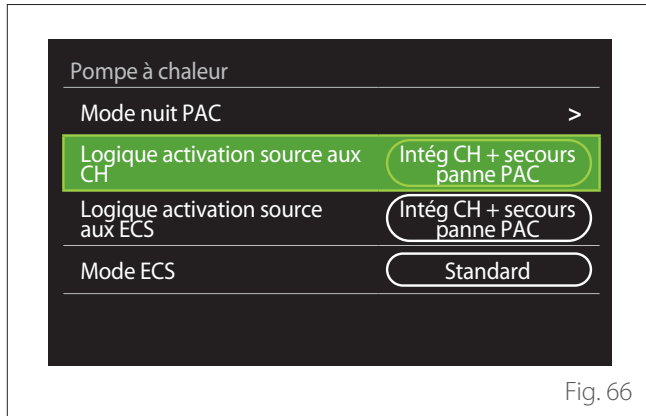 Pompe à chaleur
Mode nuit PAC >
Logique activation source aux
CH
Intég CH + secours
panne PAC
Logique activation source
aux ECS
Intég CH + secours
panne PAC
Mode ECS Standard
Fig. 66